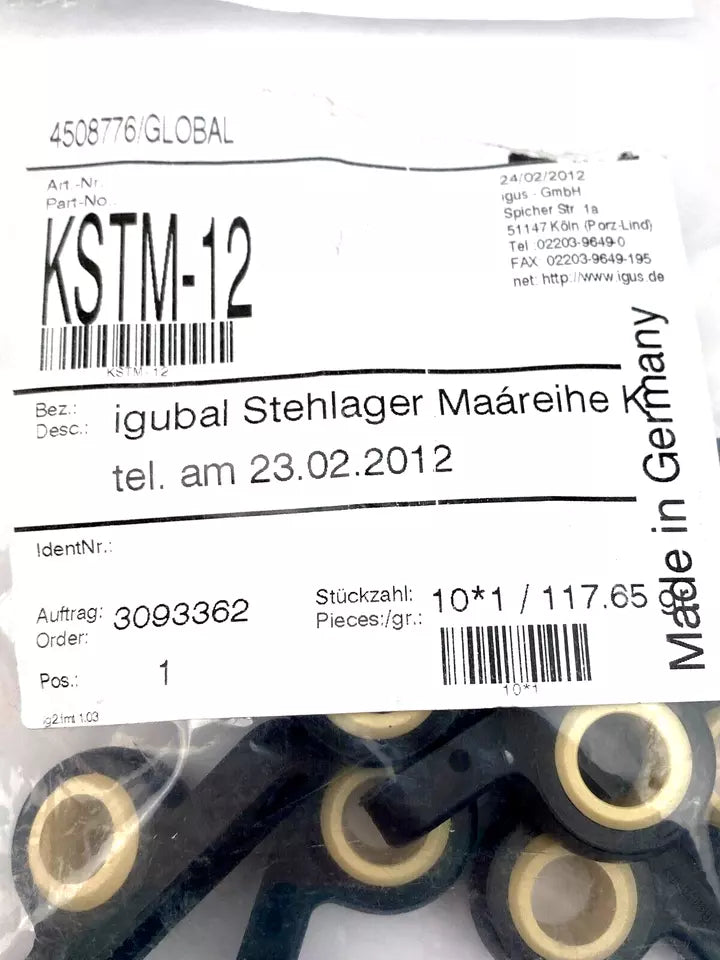 4508776/GLOBAL
Art.-Nr.
Part-No.
KSTM-12
KSTM-12
24/02/2012
igus - GmbH
Spicher Str 1a
51147 Köln (Porz-Lind)
Tel 02203-9649-0
FAX 02203-9649-195
net: http://www.igus.de
Bez.:
Desc.:
igubal Stehlager Maáreihe K
tel. am 23.02.2012
Made in Germany
IdentNr.:
Auftrag: 3093362
Order:
Stückzahl: 10*1 / 117.65
Pieces:/gr.:
10*1
Pos.: 1
ig2lmt 1.03